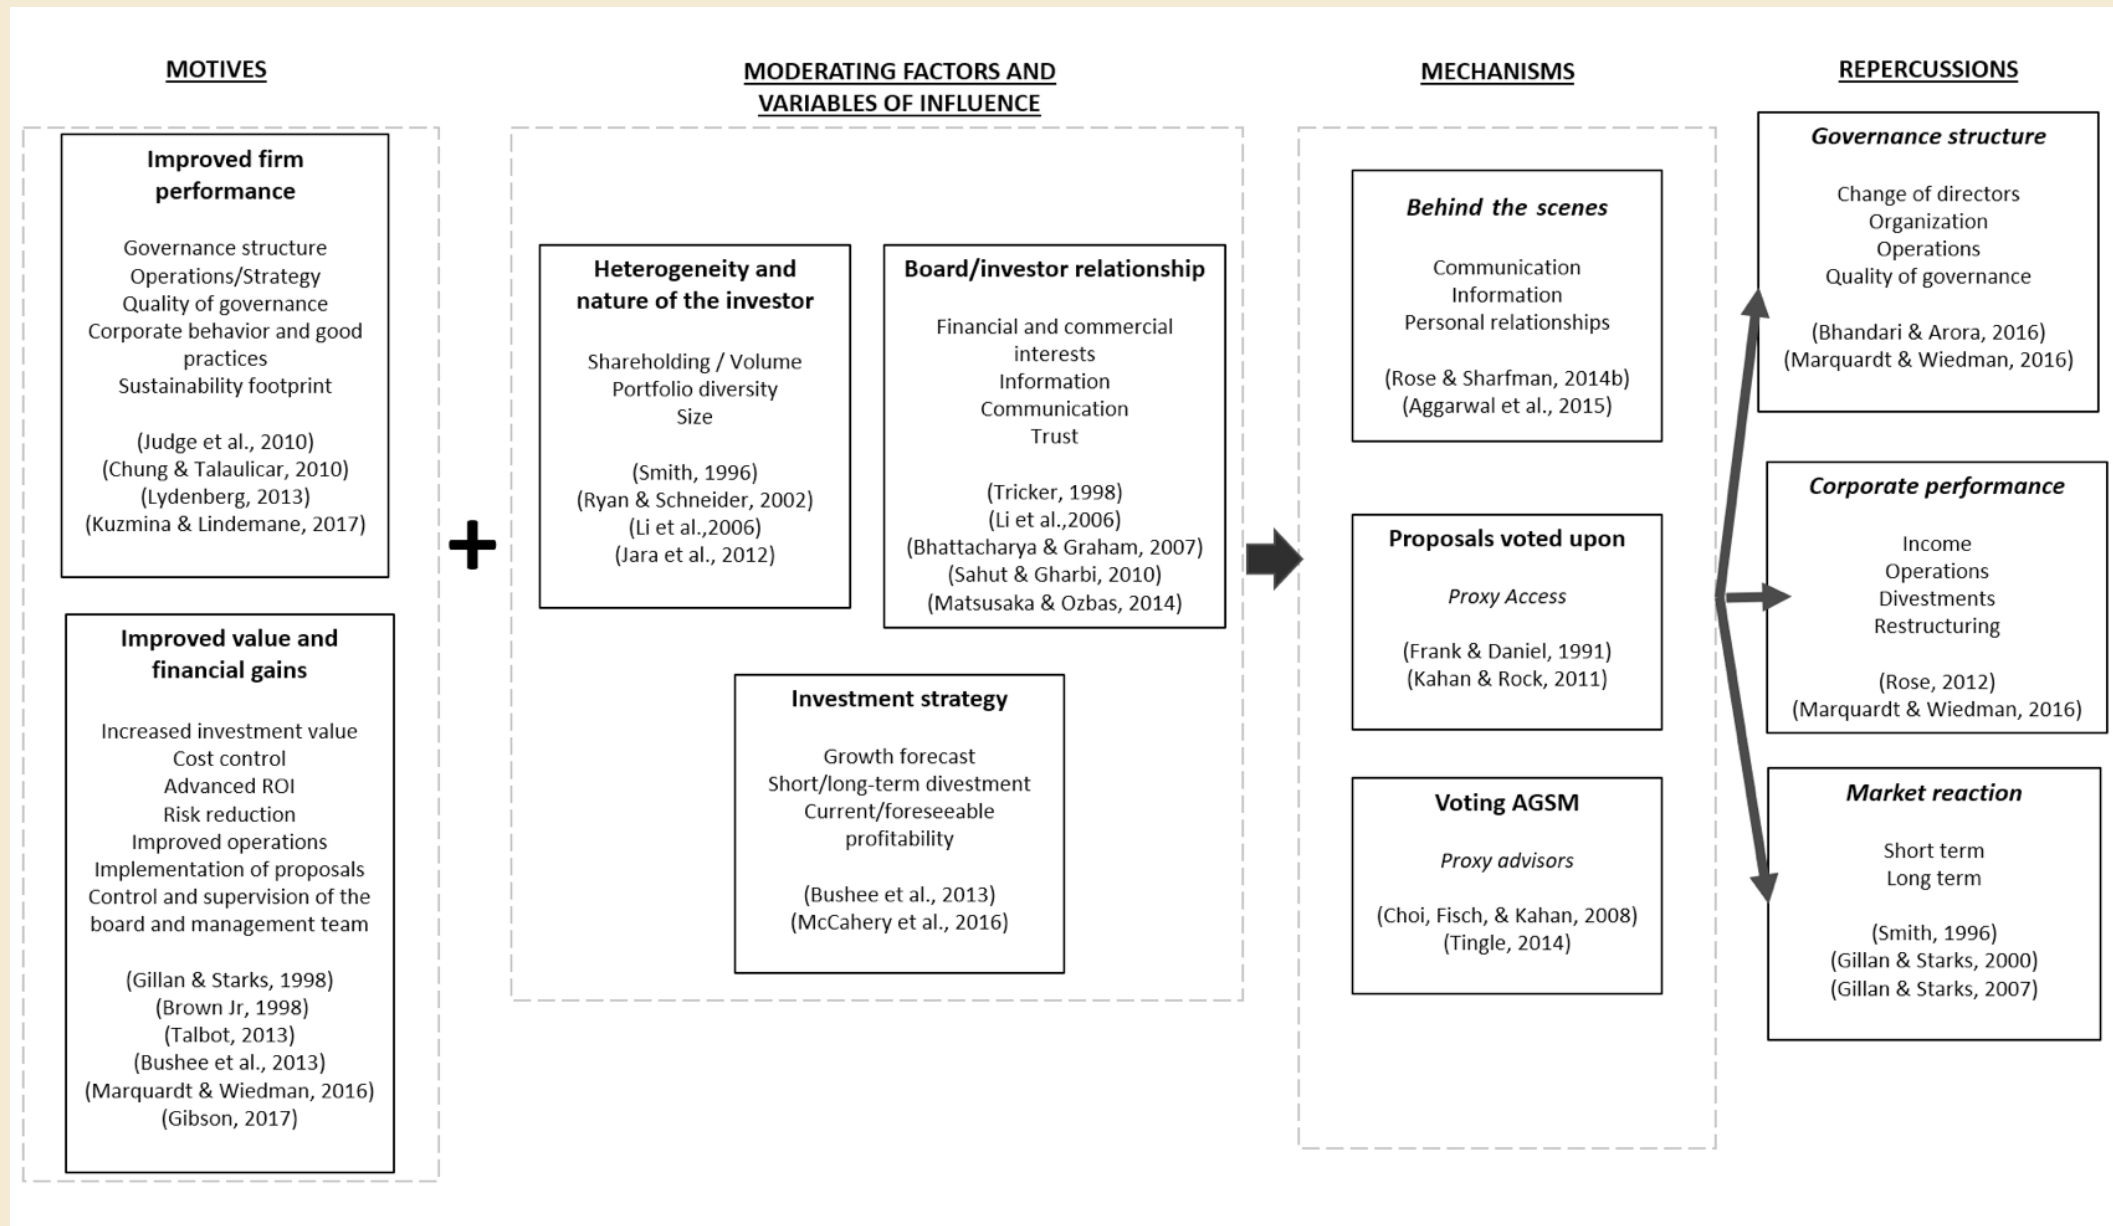 MOTIVES
Improved firm
performance
Governance structure
Operations/Strategy
Quality of governance
Corporate behavior and good
practices
Sustainability footprint
(Judge et al., 2010)
(Chung & Talaulicar, 2010)
(Lydenberg, 2013)
(Kuzmina & Lindemane, 2017)
Improved value and
financial gains
Increased investment value
Cost control
Advanced ROI
Risk reduction
Improved operations
Implementation of proposals
Control and supervision of the
board and management team
(Gillan & Starks, 1998)
(Brown Jr, 1998)
(Talbot, 2013)
(Bushee et al., 2013)
(Marquardt & Wiedman, 2016)
(Gibson, 2017)
+
MODERATING FACTORS AND
VARIABLES OF INFLUENCE
Heterogeneity and
nature of the investor
Shareholding / Volume
Portfolio diversity
Size
(Smith, 1996)
(Ryan & Schneider, 2002)
(Li et al.,2006)
(Jara et al., 2012)
Board/investor relationship
Financial and commercial
interests
Information
Communication
Trust
(Tricker, 1998)
(Li et al.,2006)
(Bhattacharya & Graham, 2007)
(Sahut & Gharbi, 2010)
(Matsusaka & Ozbas, 2014)
Investment strategy
Growth forecast
Short/long-term divestment
Current/foreseeable
profitability
(Bushee et al., 2013)
(McCahery et al., 2016)
MECHANISMS
Behind the scenes
Communication
Information
Personal relationships
(Rose & Sharfman, 2014b)
(Aggarwal et al., 2015)
Proposals voted upon
Proxy Access
(Frank & Daniel, 1991)
(Kahan & Rock, 2011)
Voting AGSM
Proxy advisors
(Choi, Fisch, & Kahan, 2008)
(Tingle, 2014)
REPERCUSSIONS
Governance structure
Change of directors
Organization
Operations
Quality of governance
(Bhandari & Arora, 2016)
(Marquardt & Wiedman, 2016)
Corporate performance
Income
Operations
Divestments
Restructuring
(Rose, 2012)
(Marquardt & Wiedman, 2016)
Market reaction
Short term
Long term
(Smith, 1996)
(Gillan & Starks, 2000)
(Gillan & Starks, 2007)